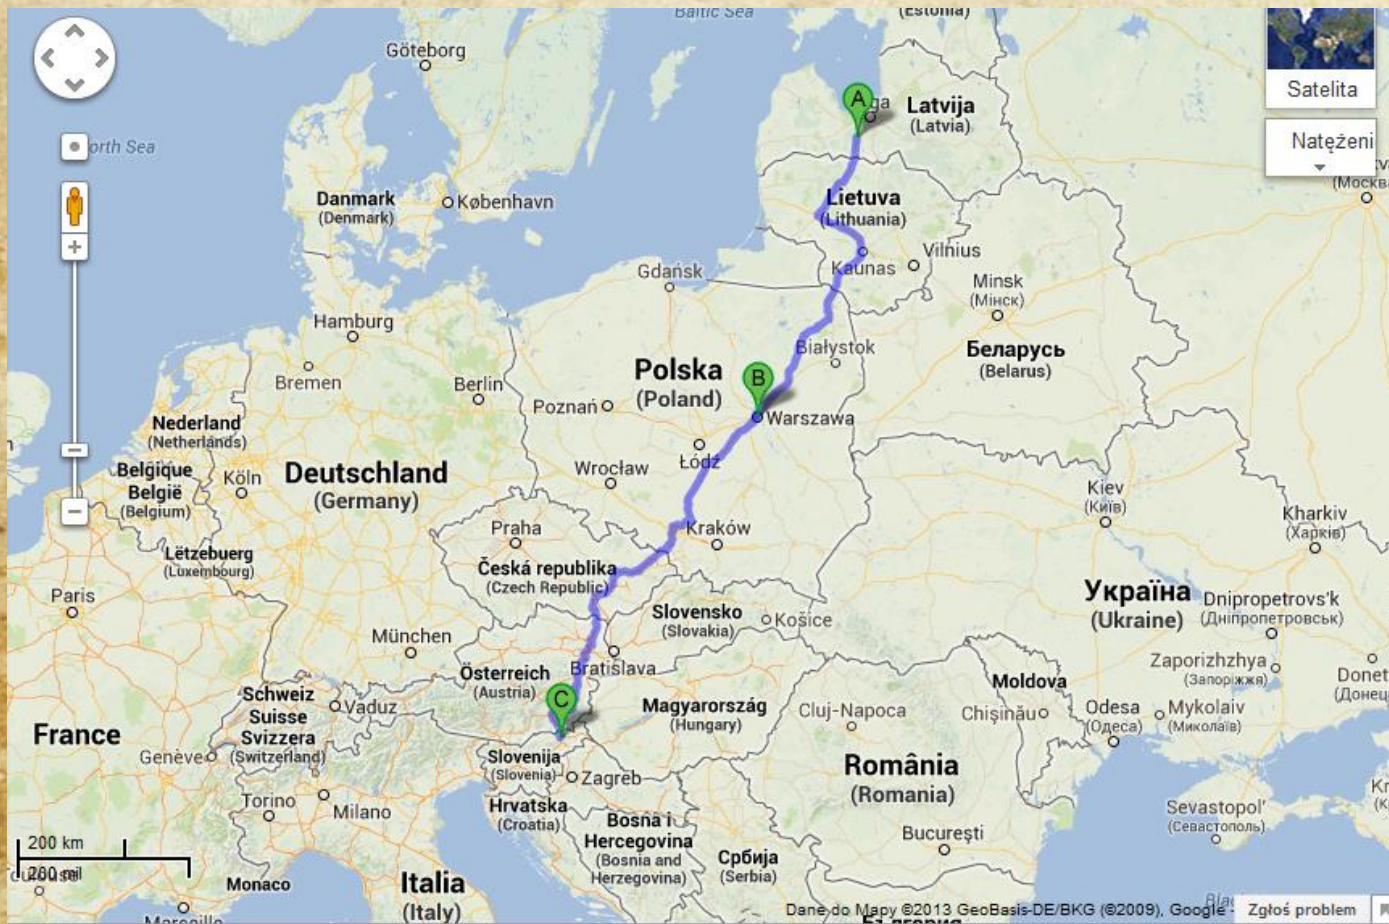 Baltic Sea
(Estonia)
Göteborg
Satelita
A
Latvija
(Latvia)
Natężeni
(Москва
Danmark
(Denmark)
København
Lietuva
(Lithuania)
Vilnius
Kaunas
Gdańsk
Minsk
(Мінск)
Hamburg
Białystok
Беларусь
(Belarus)
Bremen
Berlin
Polska
(Poland)
B
Poznań
Warszawa
Nederland
(Netherlands)
Łódź
Deutschland
(Germany)
Wrocław
Belgique
België
(Belgium)
Köln
Kiev
(Київ)
Kharkiv
(Харків)
Praha
Kraków
Lëtzebuerg
(Luxembourg)
Česká republika
(Czech Republic)
Paris
Україна
(Ukraine)
Dnipropetrovs'k
(Дніпропетровськ)
Slovensko
(Slovakia)
Košice
München
Bratislava
Österreich
(Austria)
Zaporizhzhya
(Запоріжжя)
Donet
(Донец
Moldova
Schweiz
Suisse
Svizzera
(Switzerland)
Vaduz
C
Magyarország
(Hungary)
Cluj-Napoca
Chișinău
Odesa
(Одеса)
Mykolaiv
(Миколаїв)
France
Genève
Slovenija
(Slovenia)
Zagreb
România
(Romania)
Torino
Milano
Hrvatska
(Croatia)
Bosna i
Hercegovina
(Bosnia and
Herzegovina)
Sevastopol'
(Севастополь)
200 km
200 mil
București
Србија
(Serbia)
Monaco
Italia
(Italy)
Dane do Mapy ©2013 GeoBasis-DE/BKG (©2009), Google -
Zgłoś problem